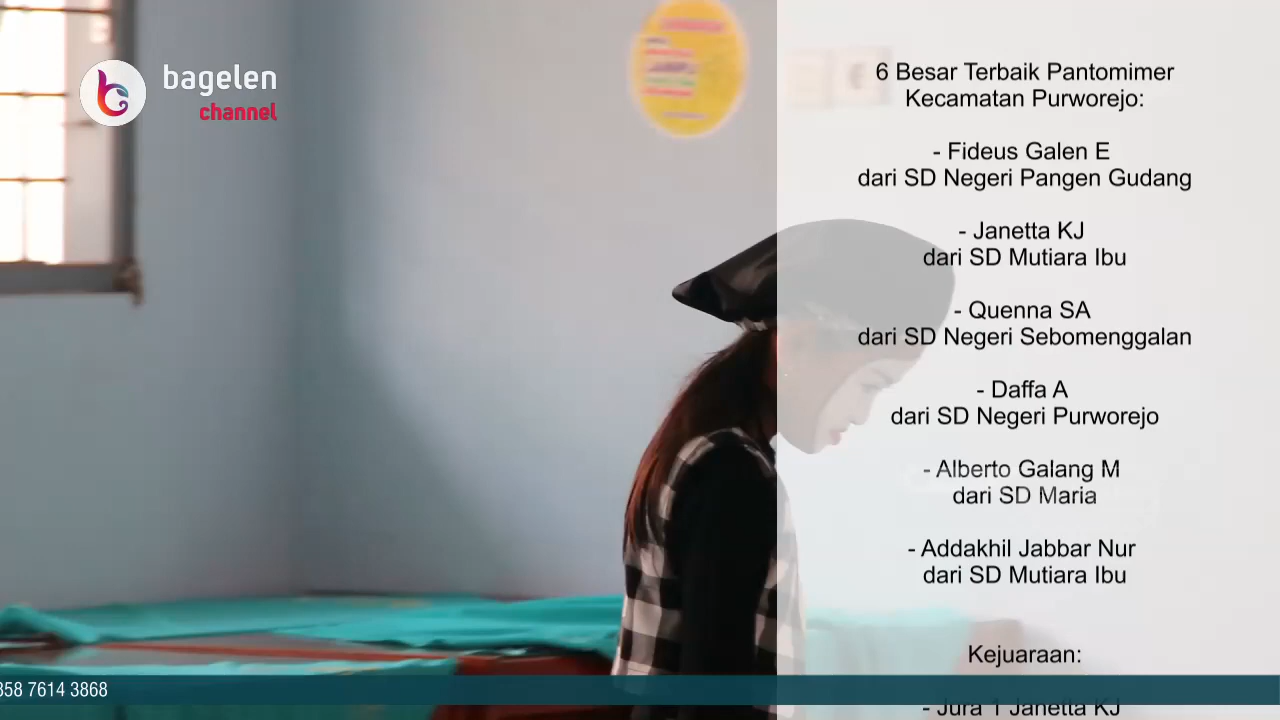 bagelen
channel
6 Besar Terbaik Pantomimer
Kecamatan Purworejo:
- Fideus Galen E
dari SD Negeri Pangen Gudang
- Janetta KJ
dari SD Mutiara Ibu
- Quenna SA
dari SD Negeri Sebomenggalan
- Daffa A
dari SD Negeri Purworejo
- Alberto Galang M
dari SD Maria
- Addakhil Jabbar Nur
dari SD Mutiara Ibu
Kejuaraan:
- Jura 1 Janetta KJ
858 7614 3868